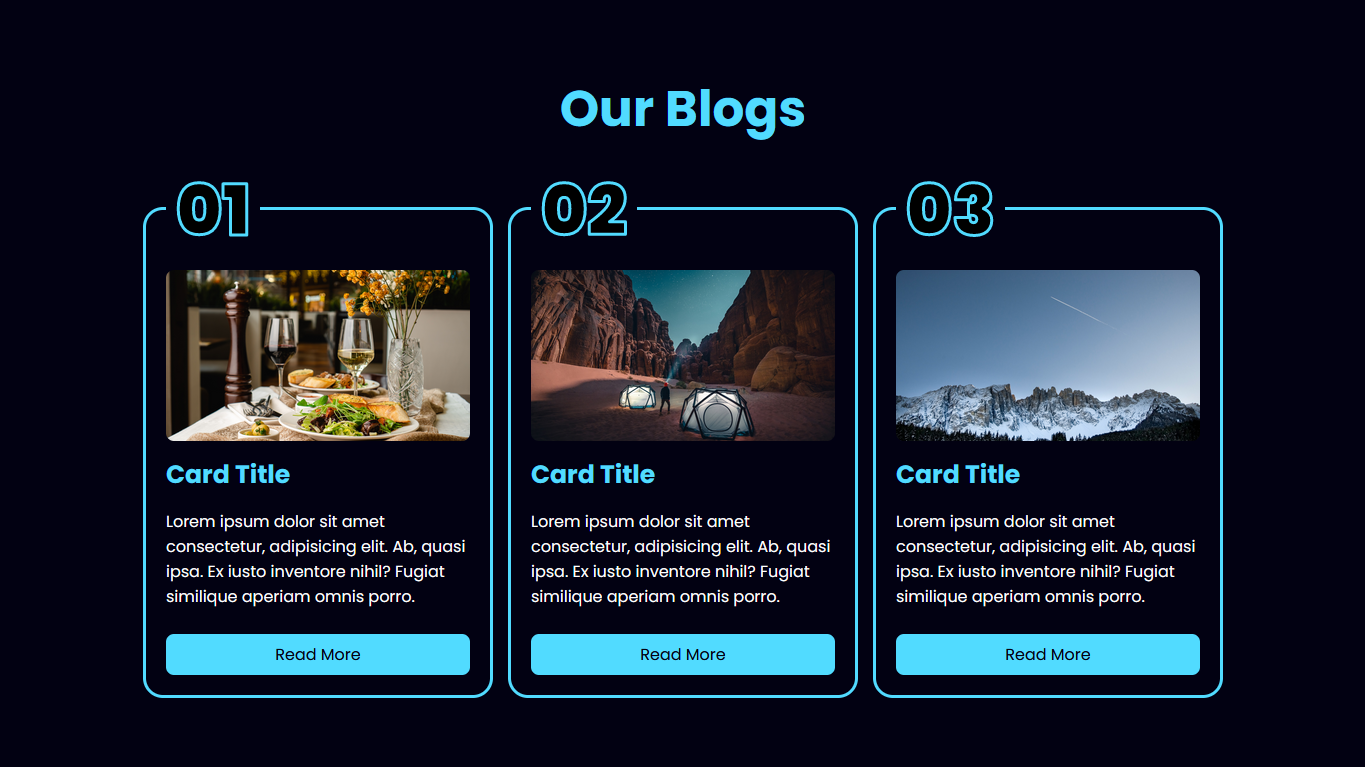 Our Blogs
01
02
03
Card Title
Lorem ipsum dolor sit amet
consectetur, adipisicing elit. Ab, quasi
ipsa. Ex iusto inventore nihil? Fugiat
similique aperiam omnis porro.
Read More
Card Title
Lorem ipsum dolor sit amet
consectetur, adipisicing elit. Ab, quasi
ipsa. Ex iusto inventore nihil? Fugiat
similique aperiam omnis porro.
Read More
Card Title
Lorem ipsum dolor sit amet
consectetur, adipisicing elit. Ab, quasi
ipsa. Ex iusto inventore nihil? Fugiat
similique aperiam omnis porro.
Read More